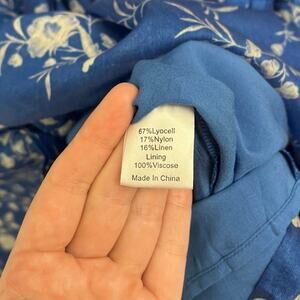 67%Lyocell
17%Nylon
16%Linen
Lining
100%Viscose
Made In China